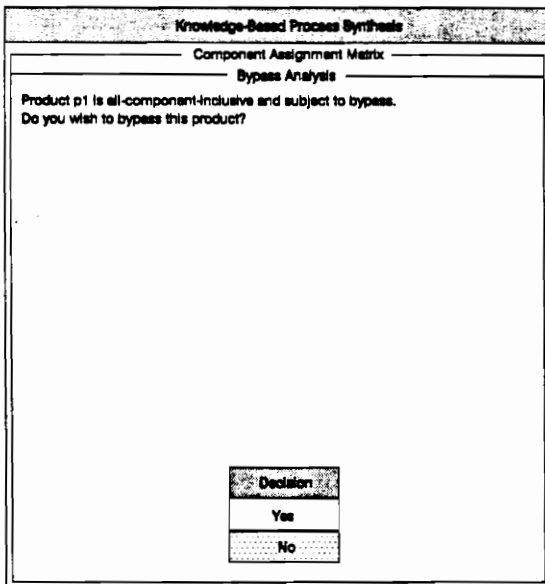 Knowledge-Based Process Synthesis
Component Assignment Matrix
Bypass Analysis
Product p1 is all-component-inclusive and subject to bypass.
Do you wish to bypass this product?
Decision
Yes
No